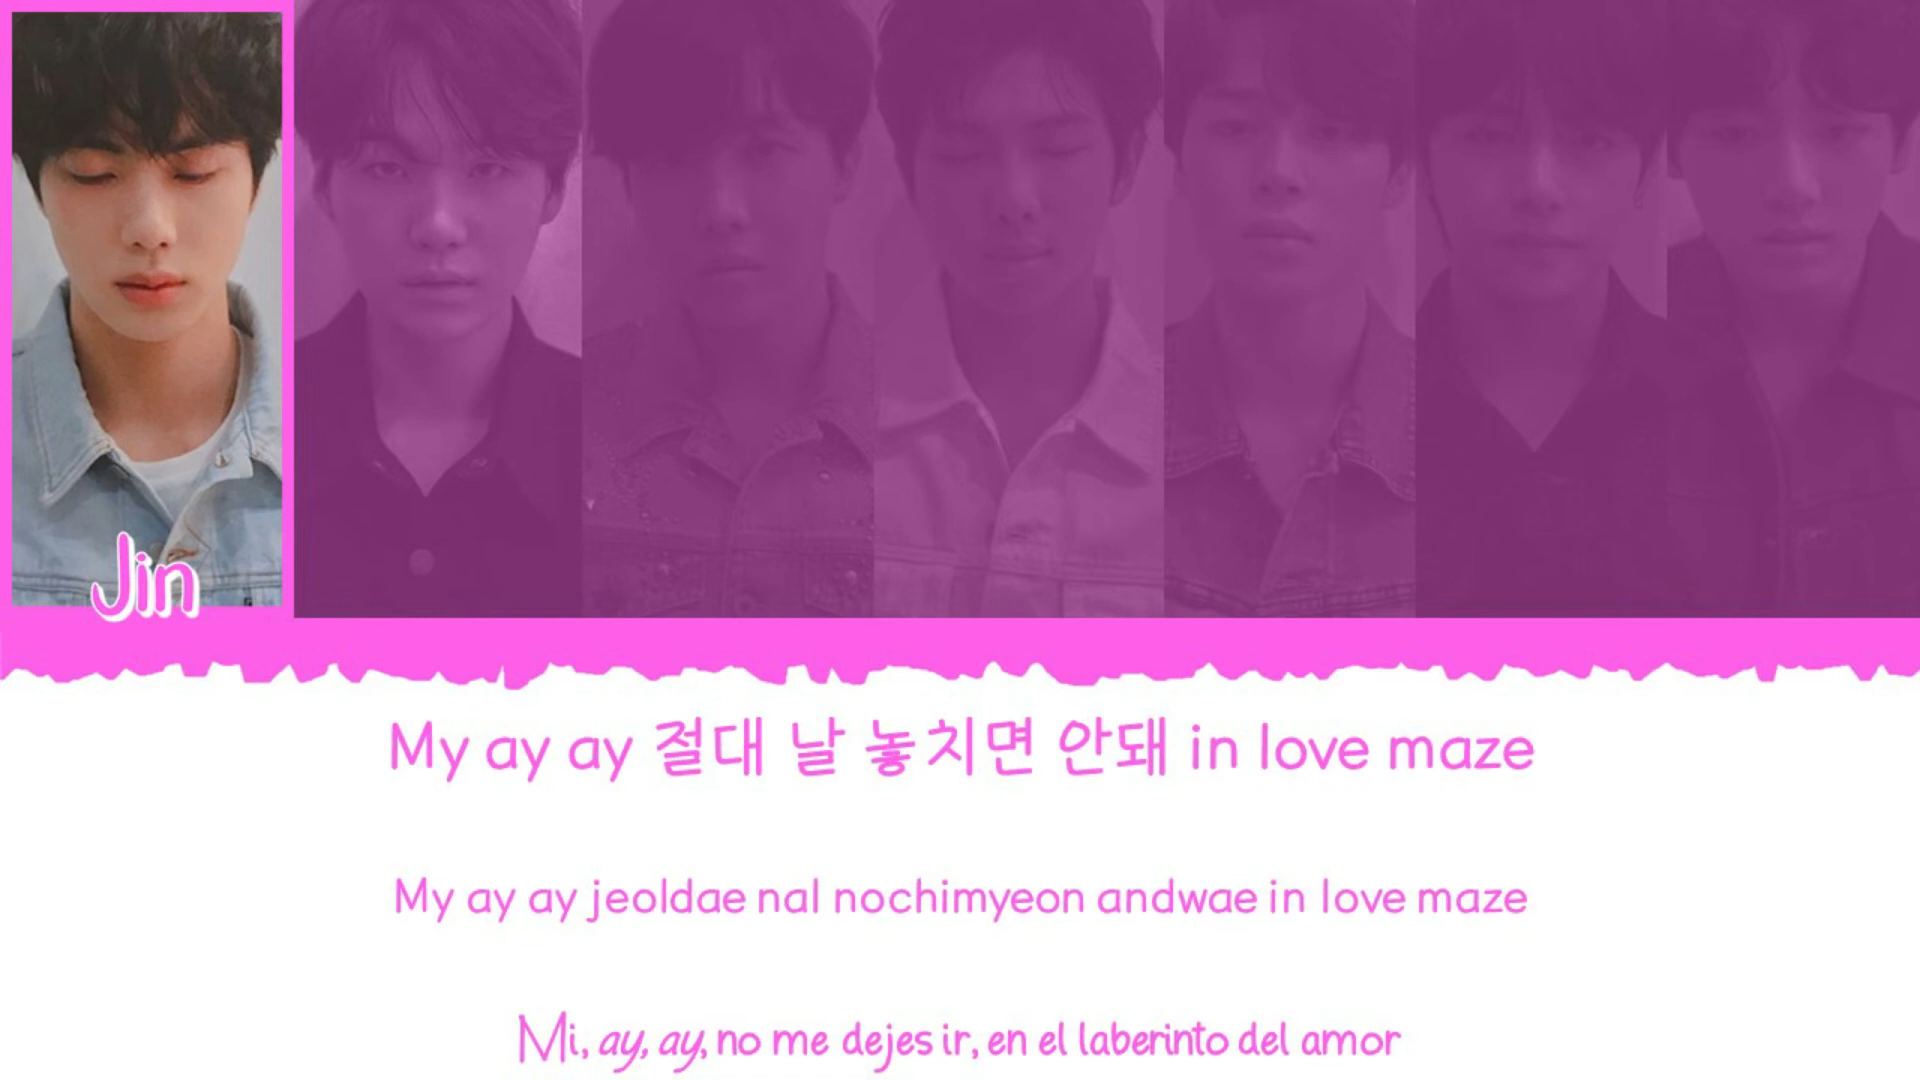 Jin
My ay ay 절대 날 놓치면 안돼 in love maze
My ay ay jeoldae nal nochimyeon andwae in love maze
Mi, ay, ay, no me dejes ir, en el laberinto del amor